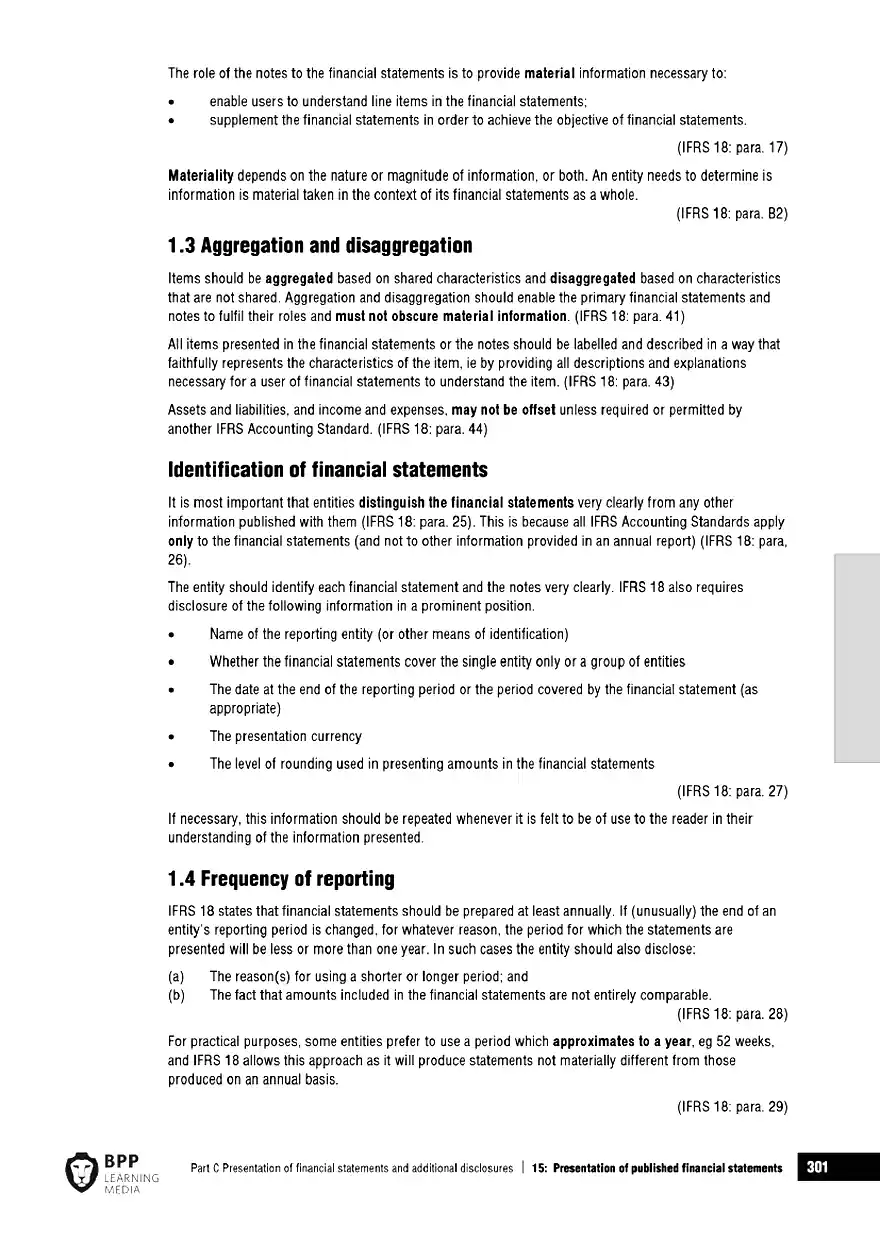 The role of the notes to the financial statements is to provide material information necessary to:
• enable users to understand line items in the financial statements;
• supplement the financial statements in order to achieve the objective of financial statements.
(IFRS 18: para. 17)
Materiality depends on the nature or magnitude of information, or both. An entity needs to determine is
information is material taken in the context of its financial statements as a whole.
(IFRS 18: para. B2)
1.3 Aggregation and disaggregation
Items should be aggregated based on shared characteristics and disaggregated based on characteristics
that are not shared. Aggregation and disaggregation should enable the primary financial statements and
notes to fulfil their roles and must not obscure material information. (IFRS 18: para. 41)
All items presented in the financial statements or the notes should be labelled and described in a way that
faithfully represents the characteristics of the item, ie by providing all descriptions and explanations
necessary for a user of financial statements to understand the item. (IFRS 18: para. 43)
Assets and liabilities, and income and expenses, may not be offset unless required or permitted by
another IFRS Accounting Standard. (IFRS 18: para. 44)
Identification of financial statements
It is most important that entities distinguish the financial statements very clearly from any other
information published with them (IFRS 18: para. 25). This is because all IFRS Accounting Standards apply
only to the financial statements (and not to other information provided in an annual report) (IFRS 18: para,
26).
The entity should identify each financial statement and the notes very clearly. IFRS 18 also requires
disclosure of the following information in a prominent position.
• Name of the reporting entity (or other means of identification)
• Whether the financial statements cover the single entity only or a group of entities
• The date at the end of the reporting period or the period covered by the financial statement (as
appropriate)
• The presentation currency
• The level of rounding used in presenting amounts in the financial statements
(IFRS 18: para. 27)
If necessary, this information should be repeated whenever it is felt to be of use to the reader in their
understanding of the information presented.
1.4 Frequency of reporting
IFRS 18 states that financial statements should be prepared at least annually. If (unusually) the end of an
entity's reporting period is changed, for whatever reason, the period for which the statements are
presented will be less or more than one year. In such cases the entity should also disclose:
(a) The reason(s) for using a shorter or longer period; and
(b) The fact that amounts included in the financial statements are not entirely comparable.
(IFRS 18: para. 28)
For practical purposes, some entities prefer to use a period which approximates to a year, eg 52 weeks,
and IFRS 18 allows this approach as it will produce statements not materially different from those
produced on an annual basis.
(IFRS 18: para. 29)
BPP
LEARNING
MEDIA
Part C Presentation of financial statements and additional disclosures | 15: Presentation of published financial statements 301